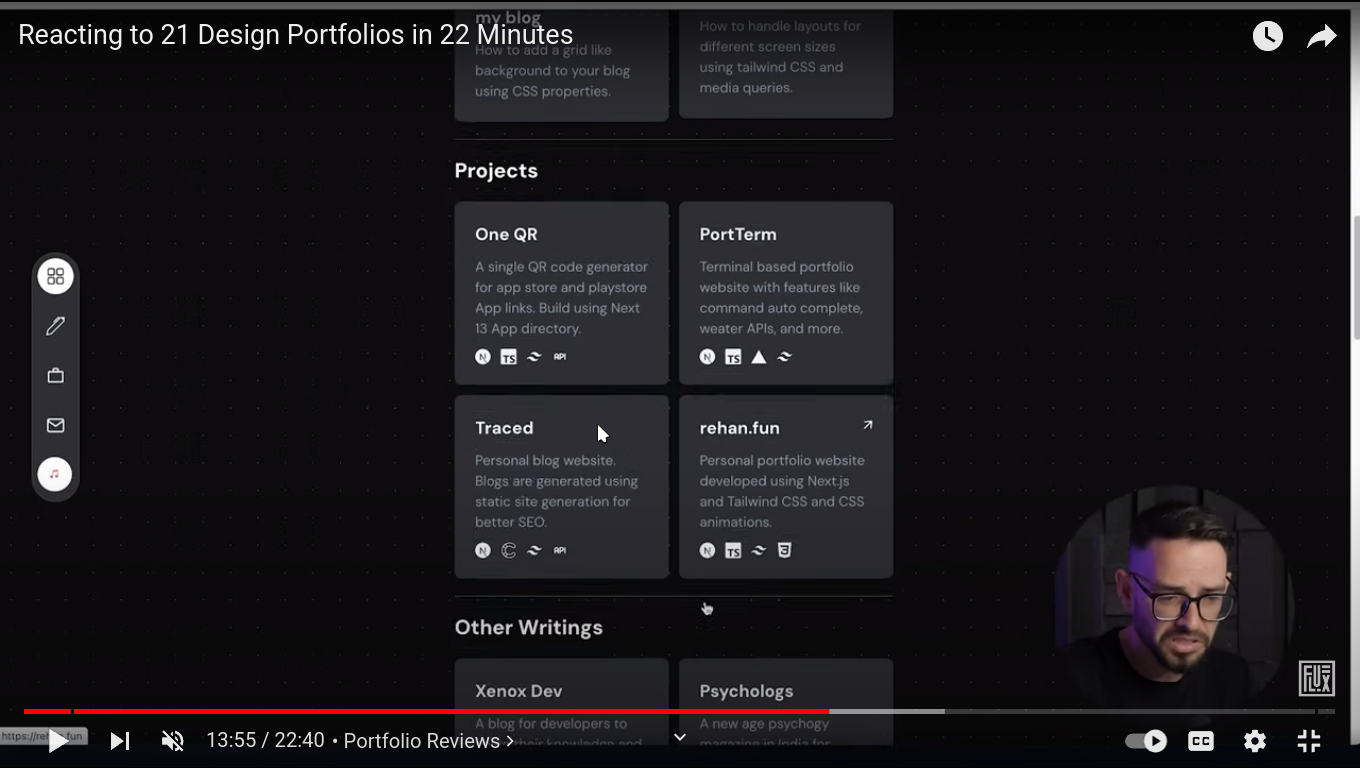 Reacting to 21 Design Portfolios in 22 Minutes
my blog
How to add a grid like
background to your blog
using CSS properties.
How to handle layouts for
different screen sizes
using tailwind CSS and
media queries.
Projects
One QR
A single QR code generator
for app store and playstore
App links. Build using Next
13 App directory.
N TS API
PortTerm
Terminal based portfolio
website with features like
command auto complete,
weater APIs, and more.
N TS
Traced
Personal blog website.
Blogs are generated using
static site generation for
better SEO.
N C API
rehan.fun
Personal portfolio website
developed using Next.js
and Tailwind CSS and CSS
animations.
N TS 3
Other Writings
Xenox Dev
A blog for developers to
their knowledge and
Psychologs
A new age psychogy
magazine in India for
FLUX
https://reh .fun
13:55 / 22:40 • Portfolio Reviews
CC